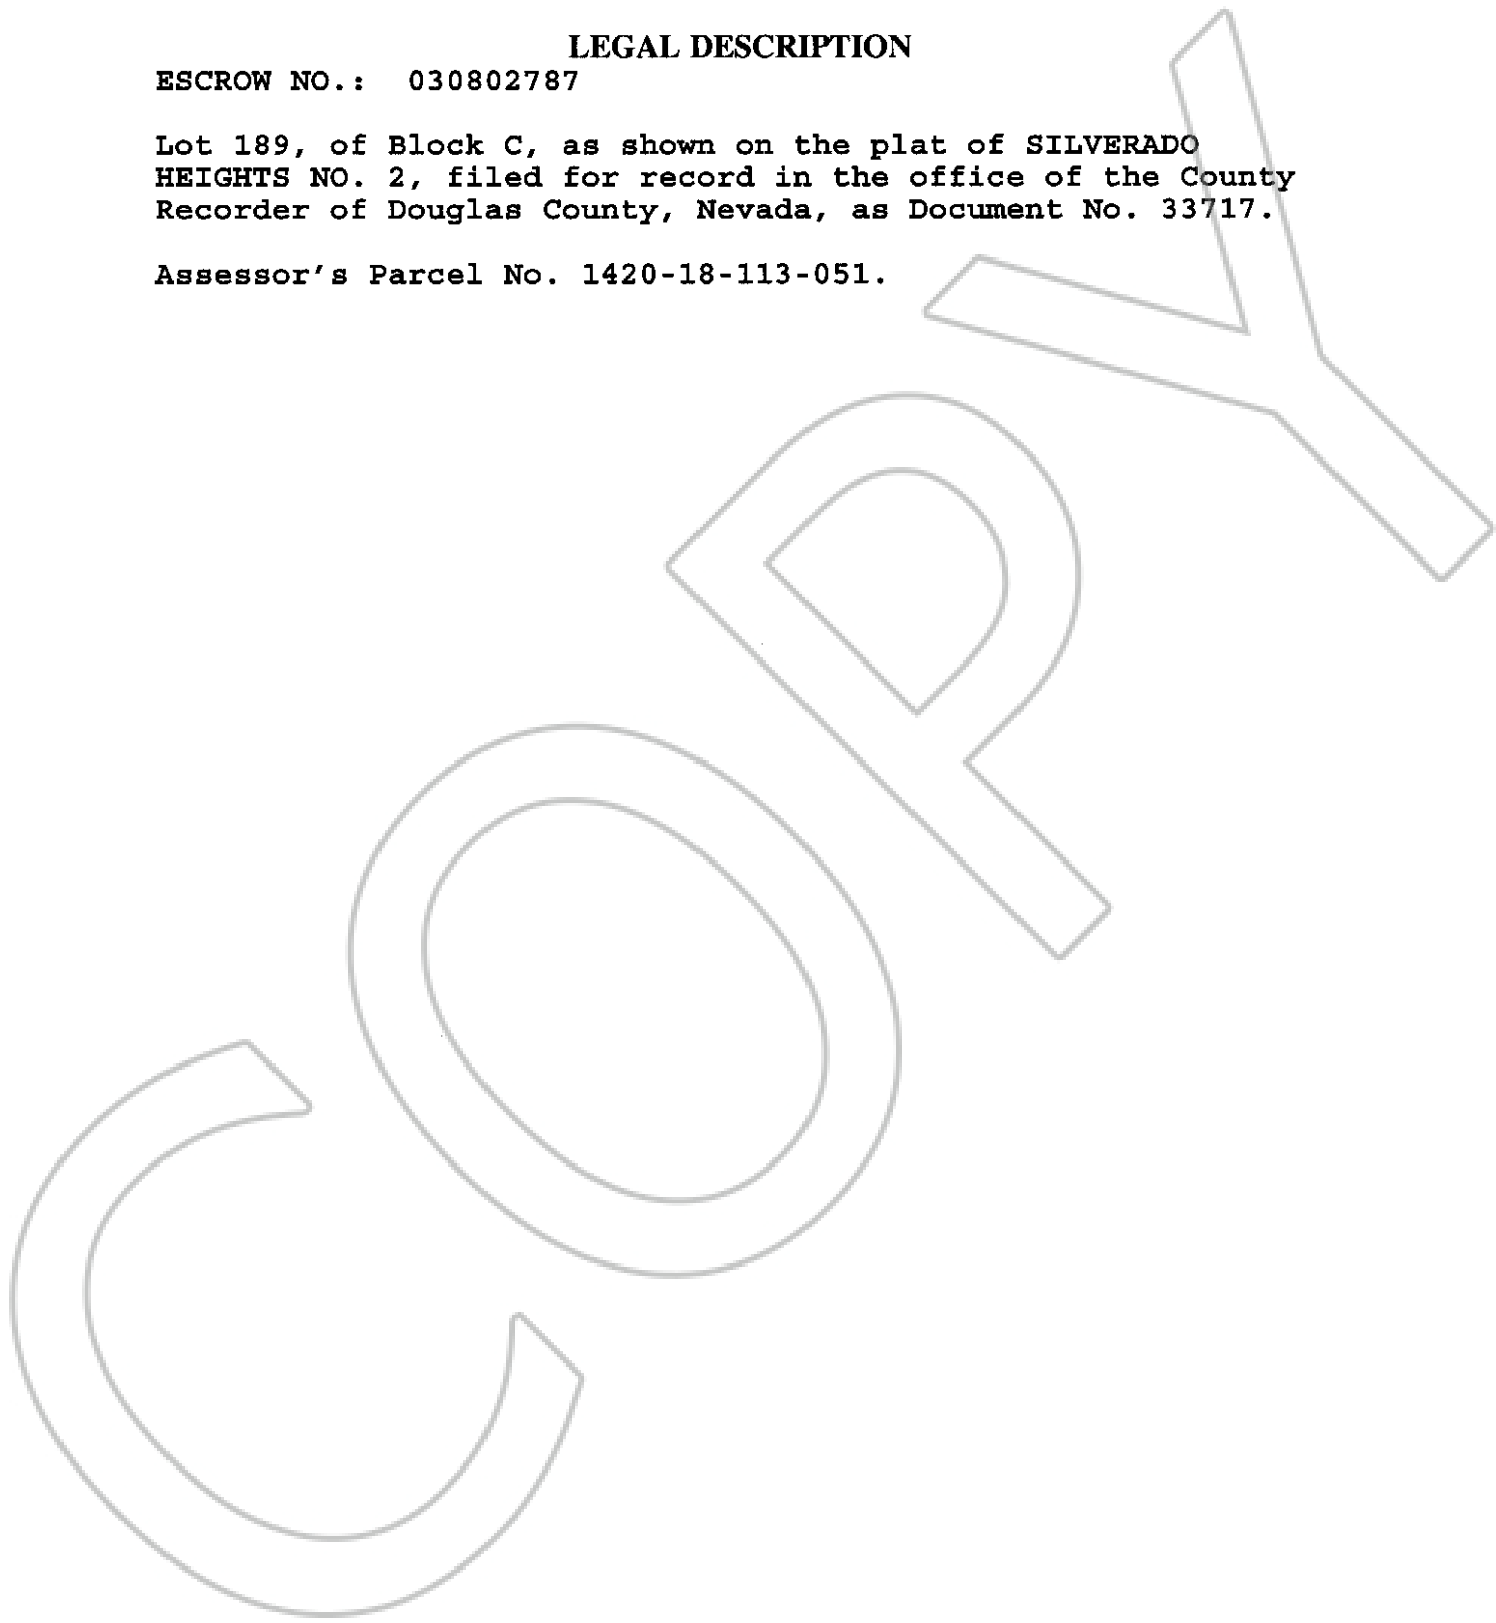 LEGAL DESCRIPTION
ESCROW NO.: 030802787
Lot 189, of Block C, as shown on the plat of SILVERADO
HEIGHTS NO. 2, filed for record in the office of the County
Recorder of Douglas County, Nevada, as Document No. 33717.
Assessor's Parcel No. 1420-18-113-051.
COPY